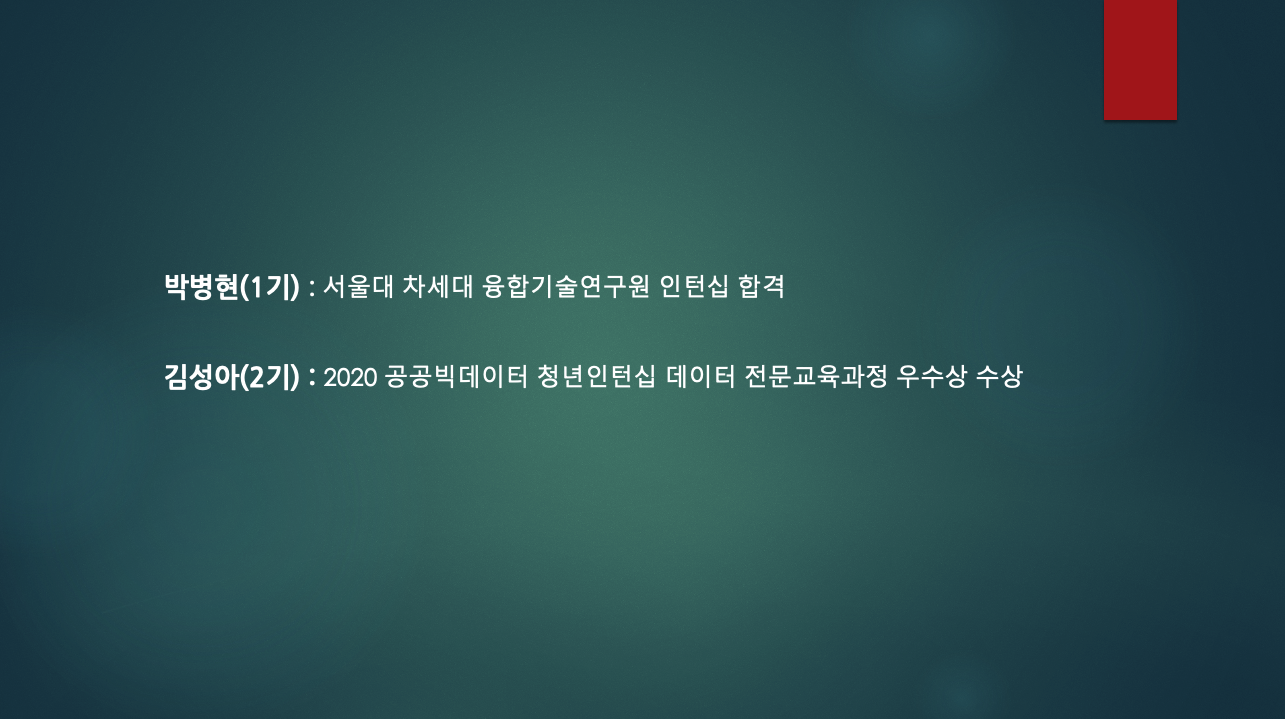 박병현(1기) : 서울대 차세대 융합기술연구원 인턴십 합격
김성아(2기) : 2020 공공빅데이터 청년인턴십 데이터 전문교육과정 우수상 수상